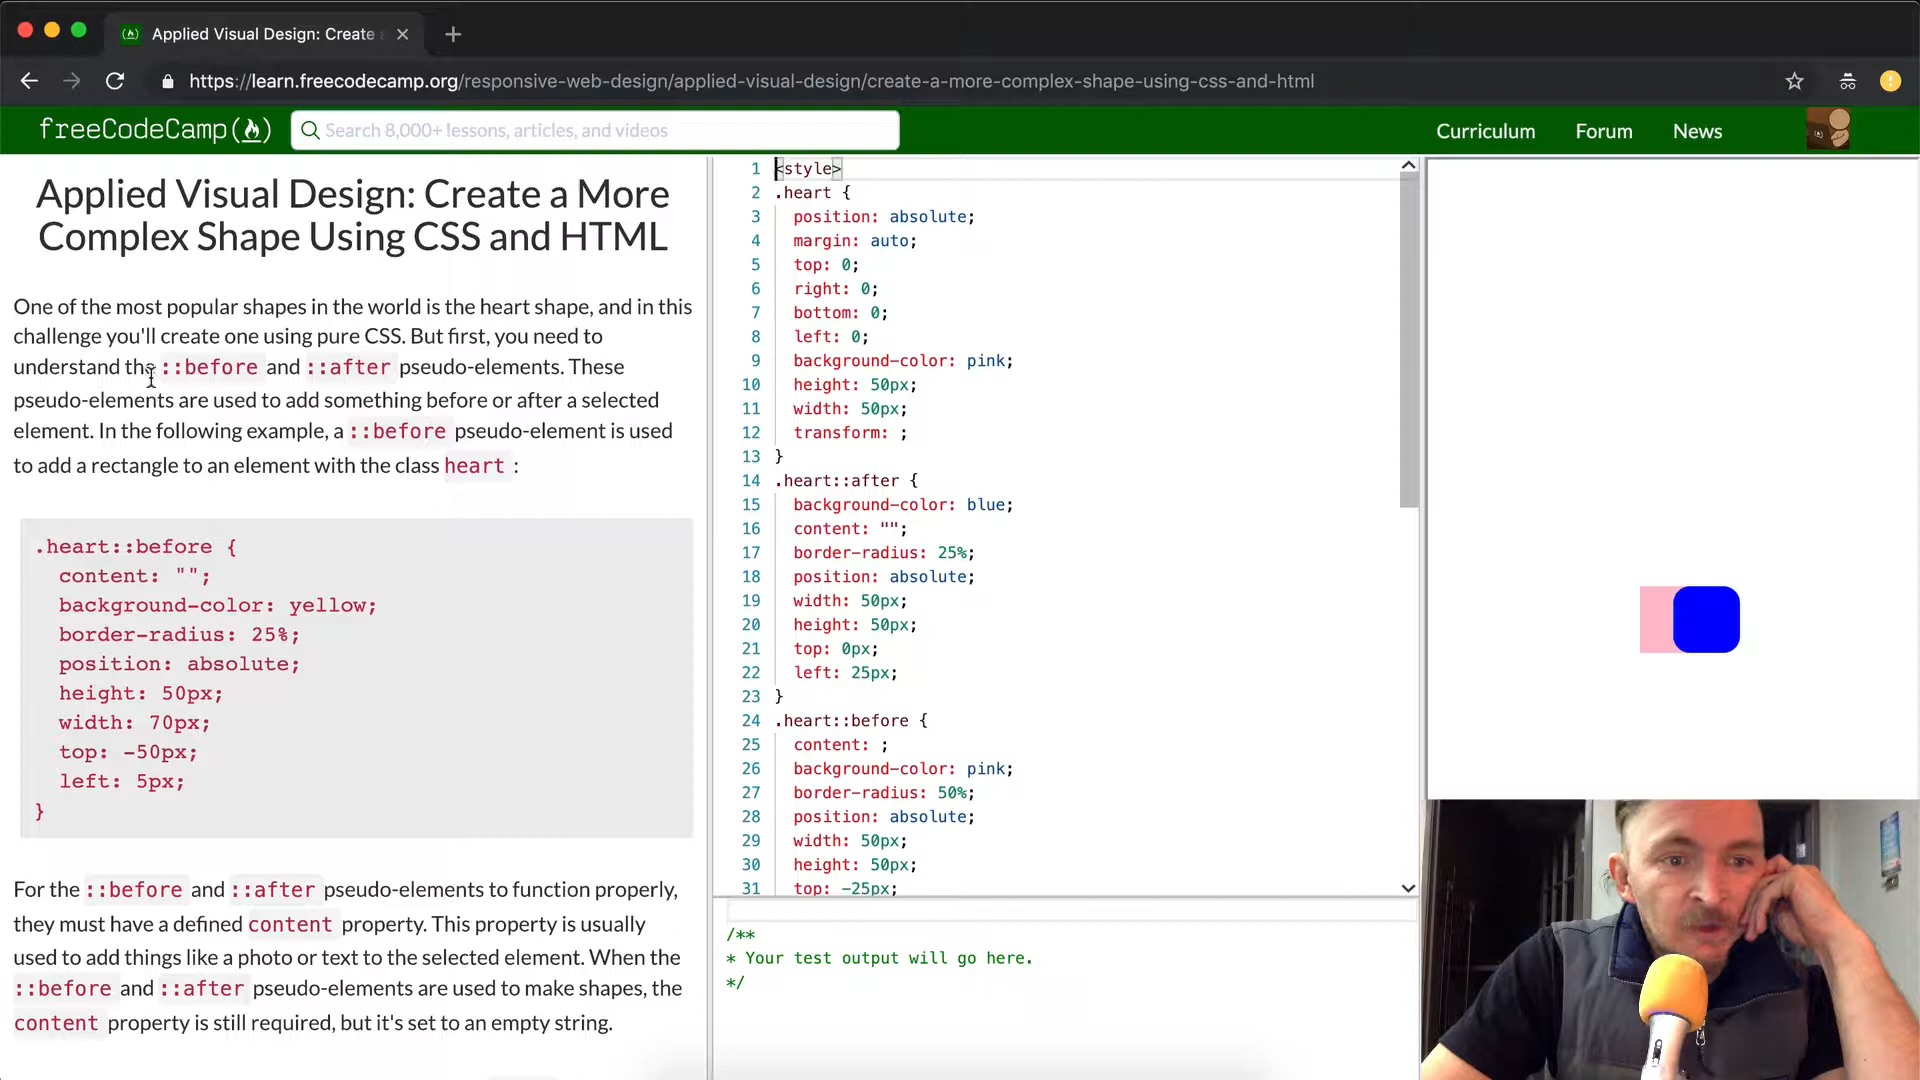 Applied Visual Design: Create a
https://learn.freecodecamp.org/responsive-web-design/applied-visual-design/create-a-more-complex-shape-using-css-and-html
freeCodeCamp
Search 8,000+ lessons, articles, and videos
Curriculum
Forum
News
Applied Visual Design: Create a More
Complex Shape Using CSS and HTML
One of the most popular shapes in the world is the heart shape, and in this
challenge you'll create one using pure CSS. But first, you need to
understand the ::before and ::after pseudo-elements. These
pseudo-elements are used to add something before or after a selected
element. In the following example, a ::before pseudo-element is used
to add a rectangle to an element with the class heart :
.heart::before {
content: "";
background-color: yellow;
border-radius: 25%;
position: absolute;
height: 50px;
width: 70px;
top: -50px;
left: 5px;
}
For the ::before and ::after pseudo-elements to function properly,
they must have a defined content property. This property is usually
used to add things like a photo or text to the selected element. When the
::before and ::after pseudo-elements are used to make shapes, the
content property is still required, but it's set to an empty string.
1 <style>
2 .heart {
3 position: absolute;
4 margin: auto;
5 top: 0;
6 right: 0;
7 bottom: 0;
8 left: 0;
9 background-color: pink;
10 height: 50px;
11 width: 50px;
12 transform: ;
13 }
14 .heart::after {
15 background-color: blue;
16 content: "";
17 border-radius: 25%;
18 position: absolute;
19 width: 50px;
20 height: 50px;
21 top: 0px;
22 left: 25px;
23 }
24 .heart::before {
25 content: ;
26 background-color: pink;
27 border-radius: 50%;
28 position: absolute;
29 width: 50px;
30 height: 50px;
31 top: -25px;
/**
* Your test output will go here.
*/